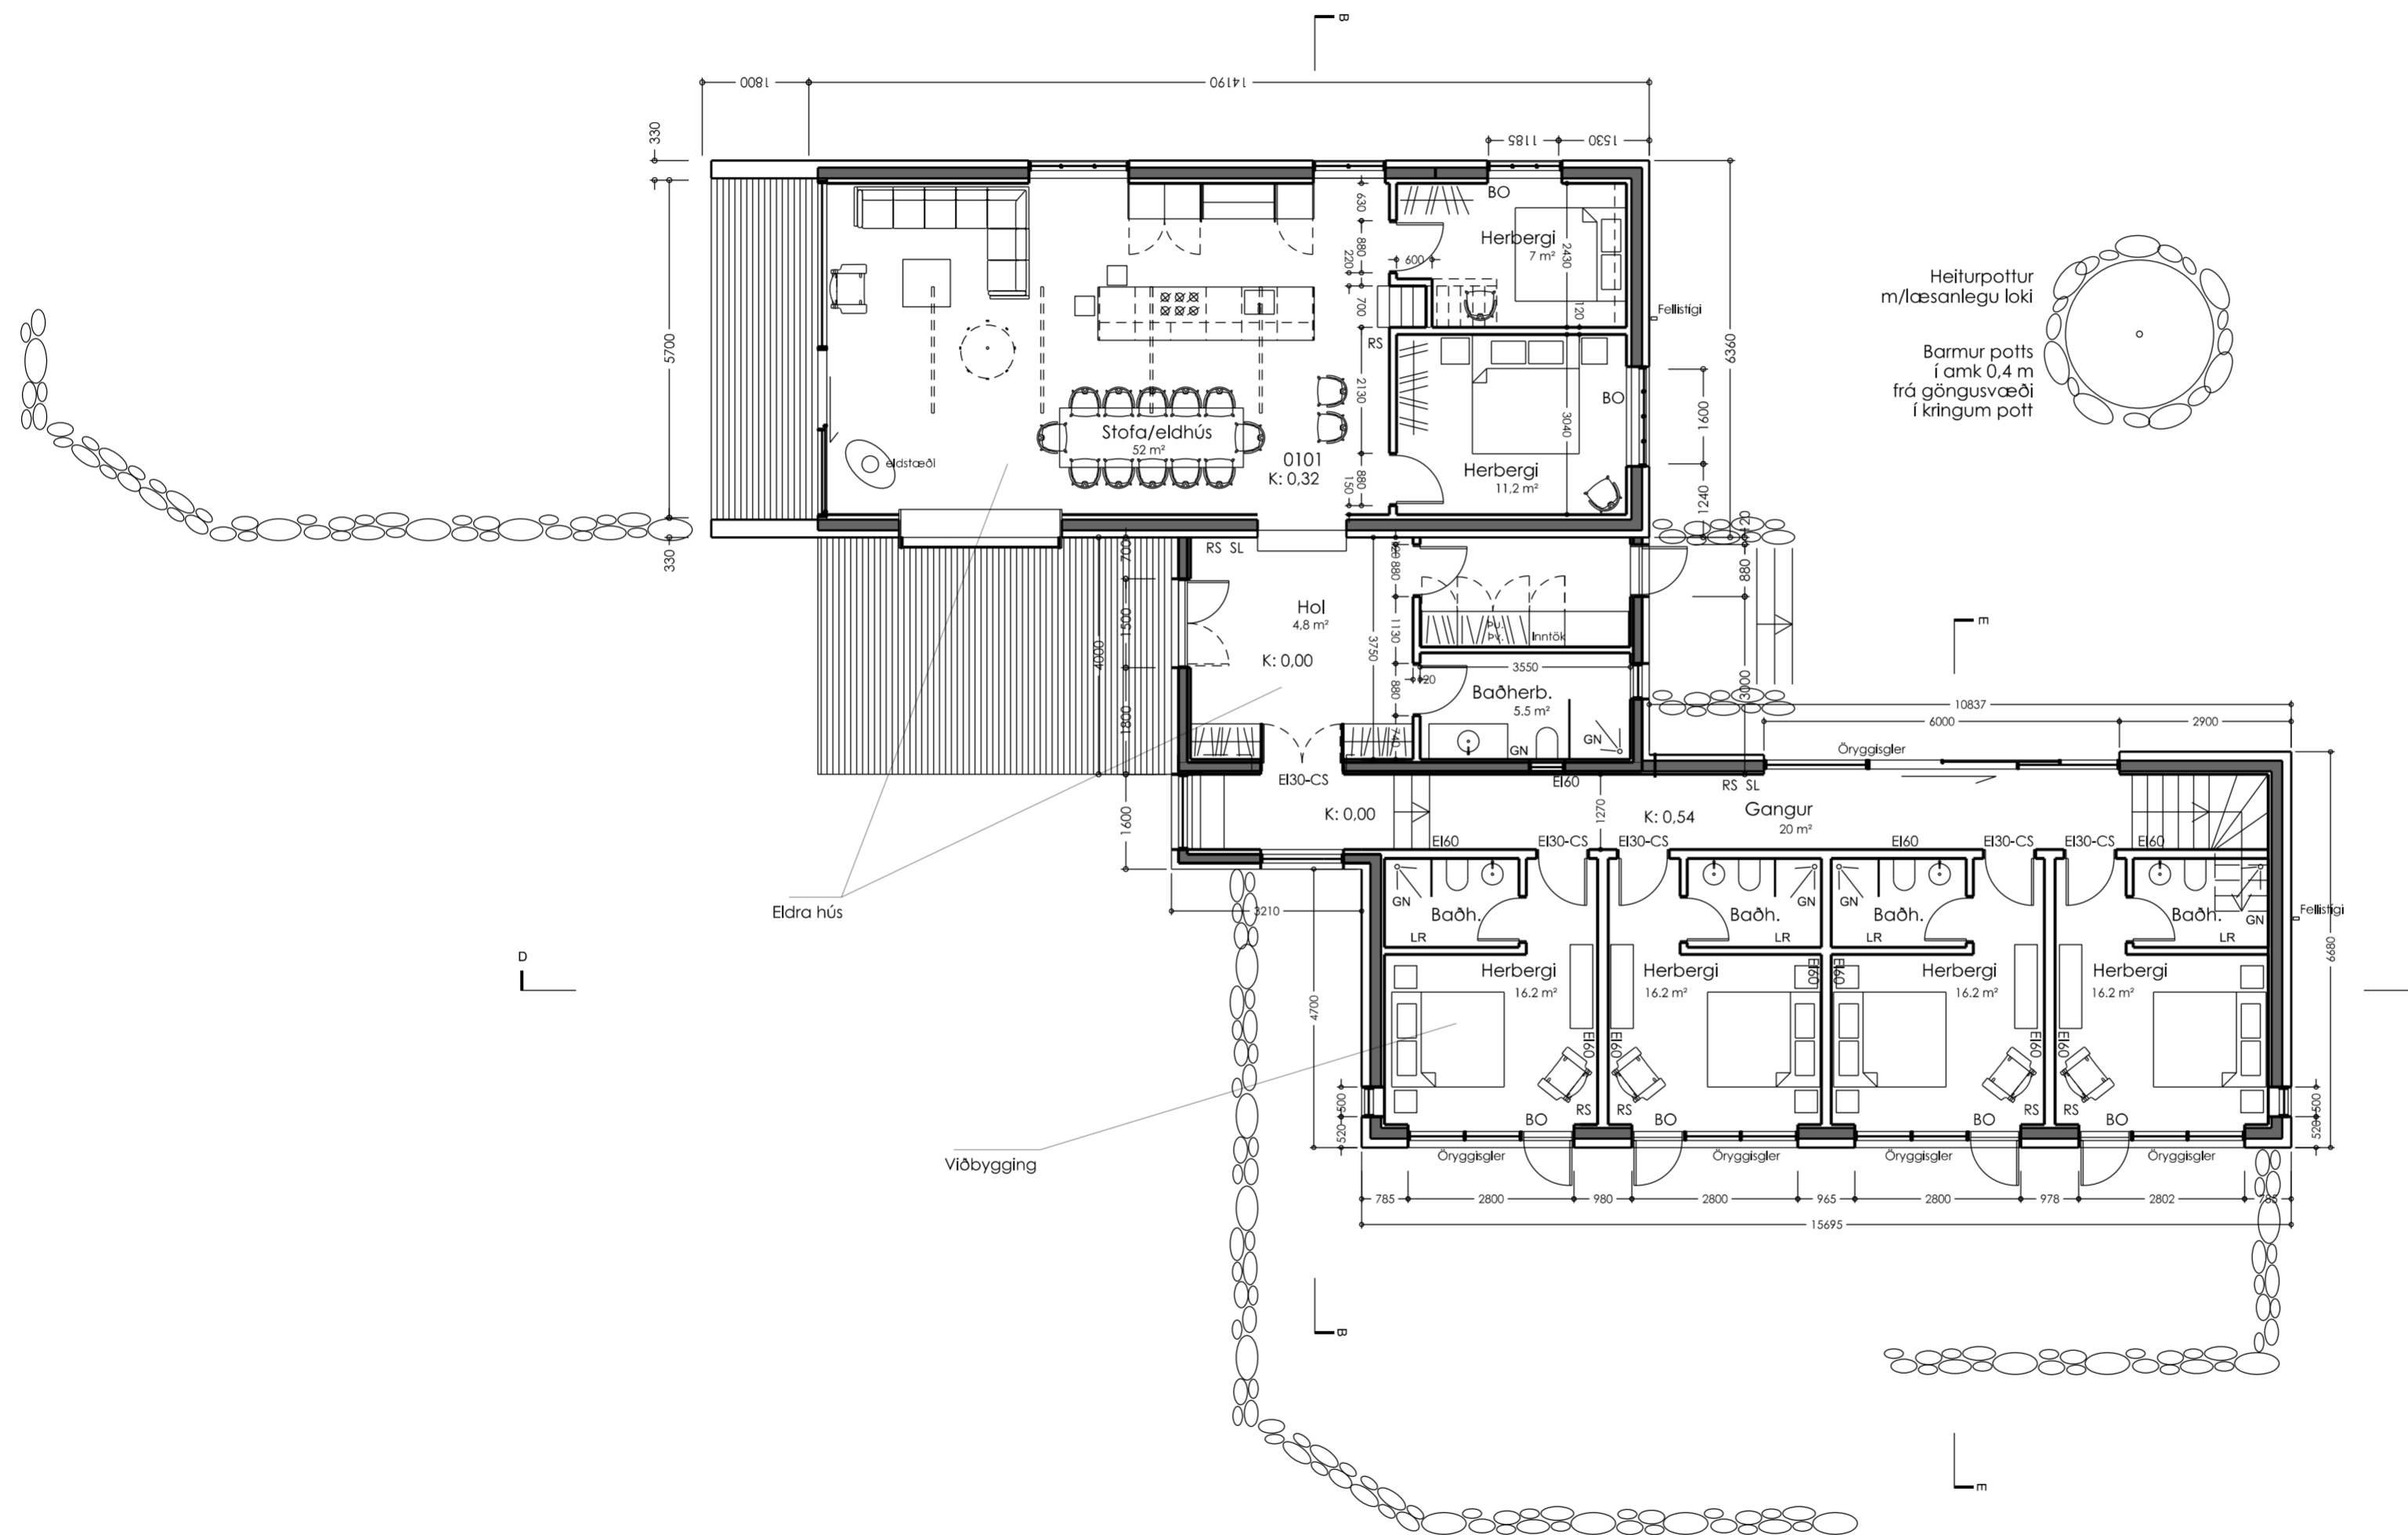 B
1800
14190
330
1185
1530
BO
630
Herbergi
7 m²
2430
880
220
600
700
120
5700
6360
Fellistígi
RS
Heiturpottur
m/læsanlegu loki
Barmur potts
í amk 0,4 m
frá göngusvæði
í kringum pott
2130
BO
1600
Stofa/eldhús
52 m²
3040
eldstæði
0101
K: 0,32
Herbergi
11,2 m²
880
150
1240
330
700
RS SL
120
880
880
Hol
4,8 m²
1500
1130
Þu.
Þv.
Inntök
E
4000
3750
K: 0,00
3550
120
880
Baðherb.
5.5 m²
3000
10837
1800
740
GN
GN
6000
2900
Öryggisgler
EI30-CS
EI60
RS SL
1600
K: 0,00
1270
K: 0,54
Gangur
20 m²
EI60
EI30-CS
EI30-CS
EI60
EI30-CS
EI30-CS
EI60
GN
Baðh.
Baðh.
GN
GN
Baðh.
Baðh.
GN
Fellistígi
Eldra hús
3210
LR
LR
LR
LR
6680
D
Herbergi
16.2 m²
Herbergi
16.2 m²
EI60
EI60
Herbergi
16.2 m²
Herbergi
16.2 m²
4700
EI60
EI60
EI60
EI60
500
520
BO
RS
RS
BO
BO
RS
RS
BO
500
520
Viðbygging
Öryggisgler
Öryggisgler
Öryggisgler
Öryggisgler
785
2800
980
2800
965
2800
978
2802
785
15695
B
E